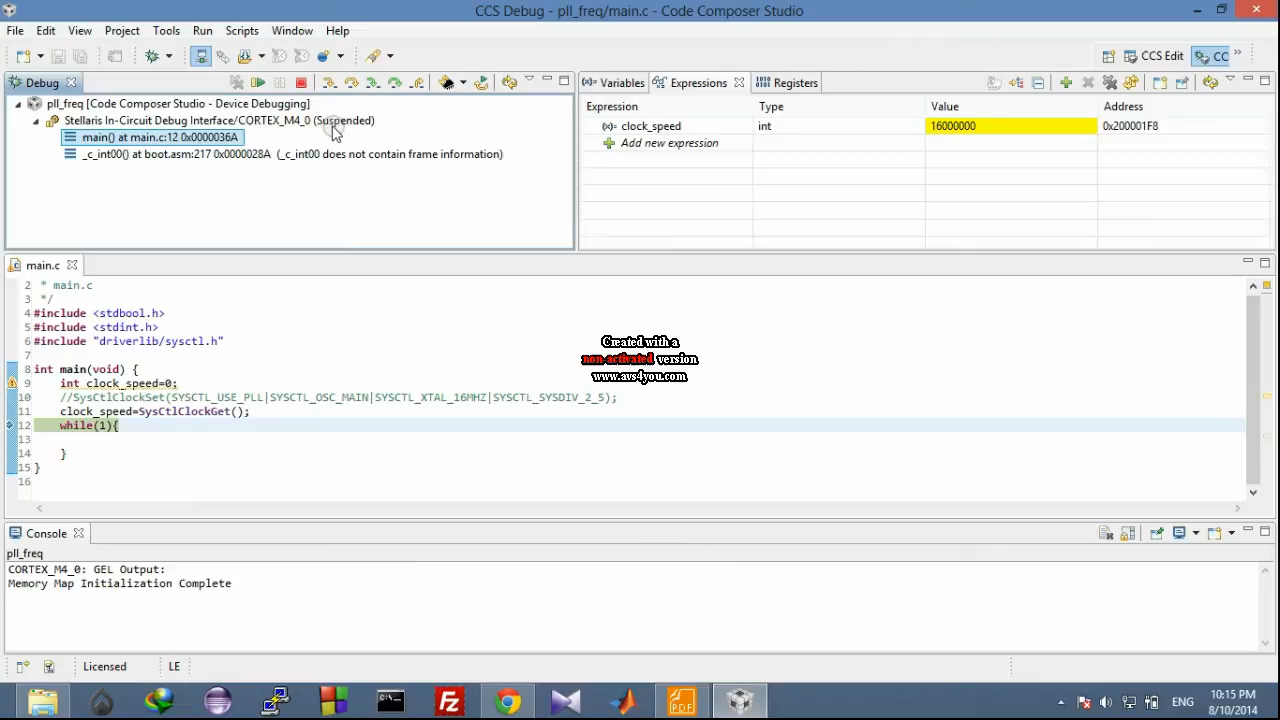 CCS Debug - pll_freq/main.c - Code Composer Studio
File Edit View Project Tools Run Scripts Window Help
CCS Edit CC
Debug
Variables Expressions Registers
pll_freq [Code Composer Studio - Device Debugging]
Stellaris In-Circuit Debug Interface/CORTEX_M4_0 (Suspended)
main() at main.c:12 0x0000036A
_c_int00() at boot.asm:217 0x0000028A (_c_int00 does not contain frame information)
Expression Type Value Address
(x)= clock_speed int 16000000 0x200001F8
Add new expression
main.c
2 * main.c
3 */
4 #include <stdbool.h>
5 #include <stdint.h>
6 #include "driverlib/sysctl.h"
7
8 int main(void) {
9 int clock_speed=0;
10 //SysCtlClockSet(SYSCTL_USE_PLL|SYSCTL_OSC_MAIN|SYSCTL_XTAL_16MHZ|SYSCTL_SYSDIV_2_5);
11 clock_speed=SysCtlClockGet();
12 while(1){
13
14 }
15 }
16
Created with a
non-activated version
www.avs4you.com
Console
pll_freq
CORTEX_M4_0: GEL Output:
Memory Map Initialization Complete
Licensed LE
ENG
10:15 PM
8/10/2014
PDF